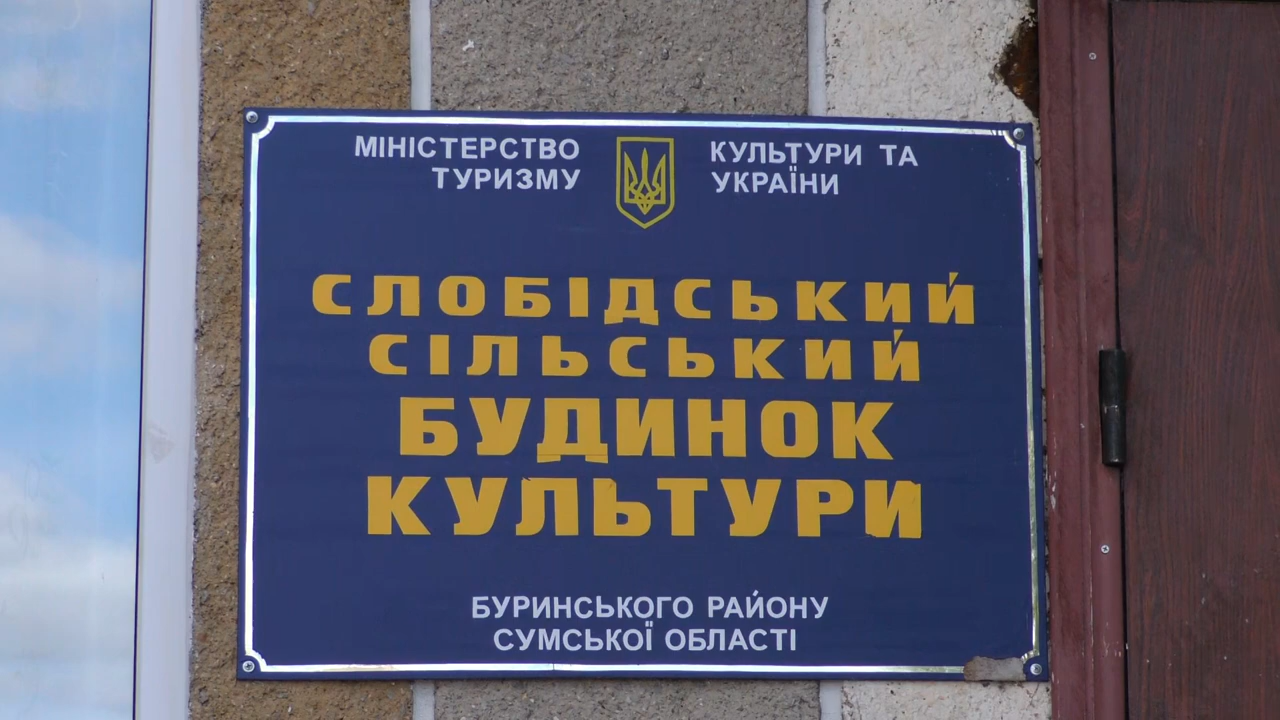 МІНІСТЕРСТВО КУЛЬТУРИ ТА
ТУРИЗМУ УКРАЇНИ
СЛОБІДСЬКИЙ
СІЛЬСЬКИЙ
БУДИНОК
КУЛЬТУРИ
БУРИНСЬКОГО РАЙОНУ
СУМСЬКОЇ ОБЛАСТІ